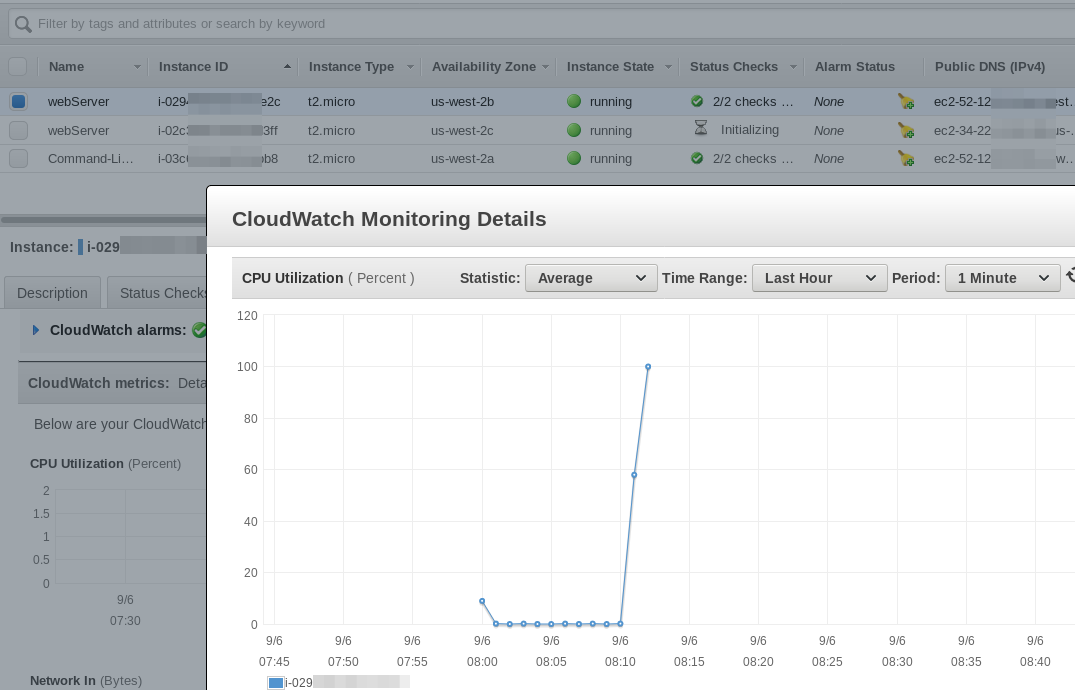 Filter by tags and attributes or search by keyword
Name Instance ID Instance Type Availability Zone Instance State Status Checks Alarm Status Public DNS (IPv4)
webServer i-029 e2c t2.micro us-west-2b running 2/2 checks ... None ec2-52-12 est.
webServer i-02c 3ff t2.micro us-west-2c Initializing running None ec2-34-22 us-.
Command-Li... i-03c b8 t2.micro us-west-2a running 2/2 checks ... None ec2-52-12 w...
CloudWatch Monitoring Details
Instance: i-029
CPU Utilization ( Percent ) Statistic: Average Time Range: Last Hour Period: 1 Minute
Description Status Checks
CloudWatch alarms:
CloudWatch metrics: Deta
Below are your CloudWatch
CPU Utilization (Percent)
2
1.5
1
0.5
0
9/6
07:30
Network In (Bytes)
120
100
80
60
40
20
0
9/6 9/6 9/6 9/6 9/6 9/6 9/6 9/6 9/6 9/6 9/6 9/6
07:45 07:50 07:55 08:00 08:05 08:10 08:15 08:20 08:25 08:30 08:35 08:40
i-029